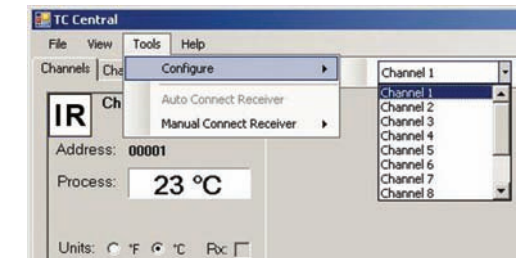 TC Central
File View Tools Help
Channels Cha
Configure
Channel 1
Auto Connect Receiver
Manual Connect Receiver
Channel 1
Channel 2
Channel 3
Channel 4
Channel 5
Channel 6
Channel 7
Channel 8
IR Ch
Address: 00001
Process: 23 °C
Units: °F °C Rx: